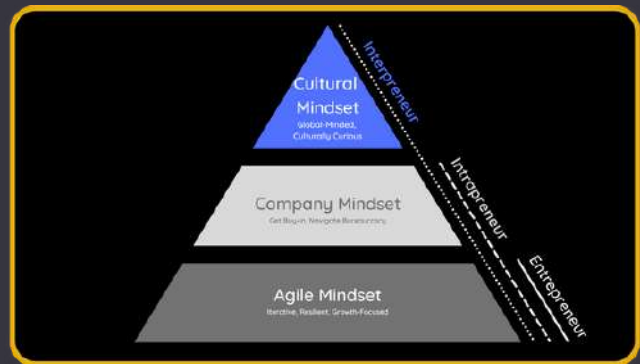 Cultural
Mindset
Global-Minded,
Culturally Curious
Interpreneur
Company Mindset
Get Buy-in, Navigate Bureaucracy
Intrapreneur
Agile Mindset
Iterative, Resilient, Growth-Focused
Entrepreneur